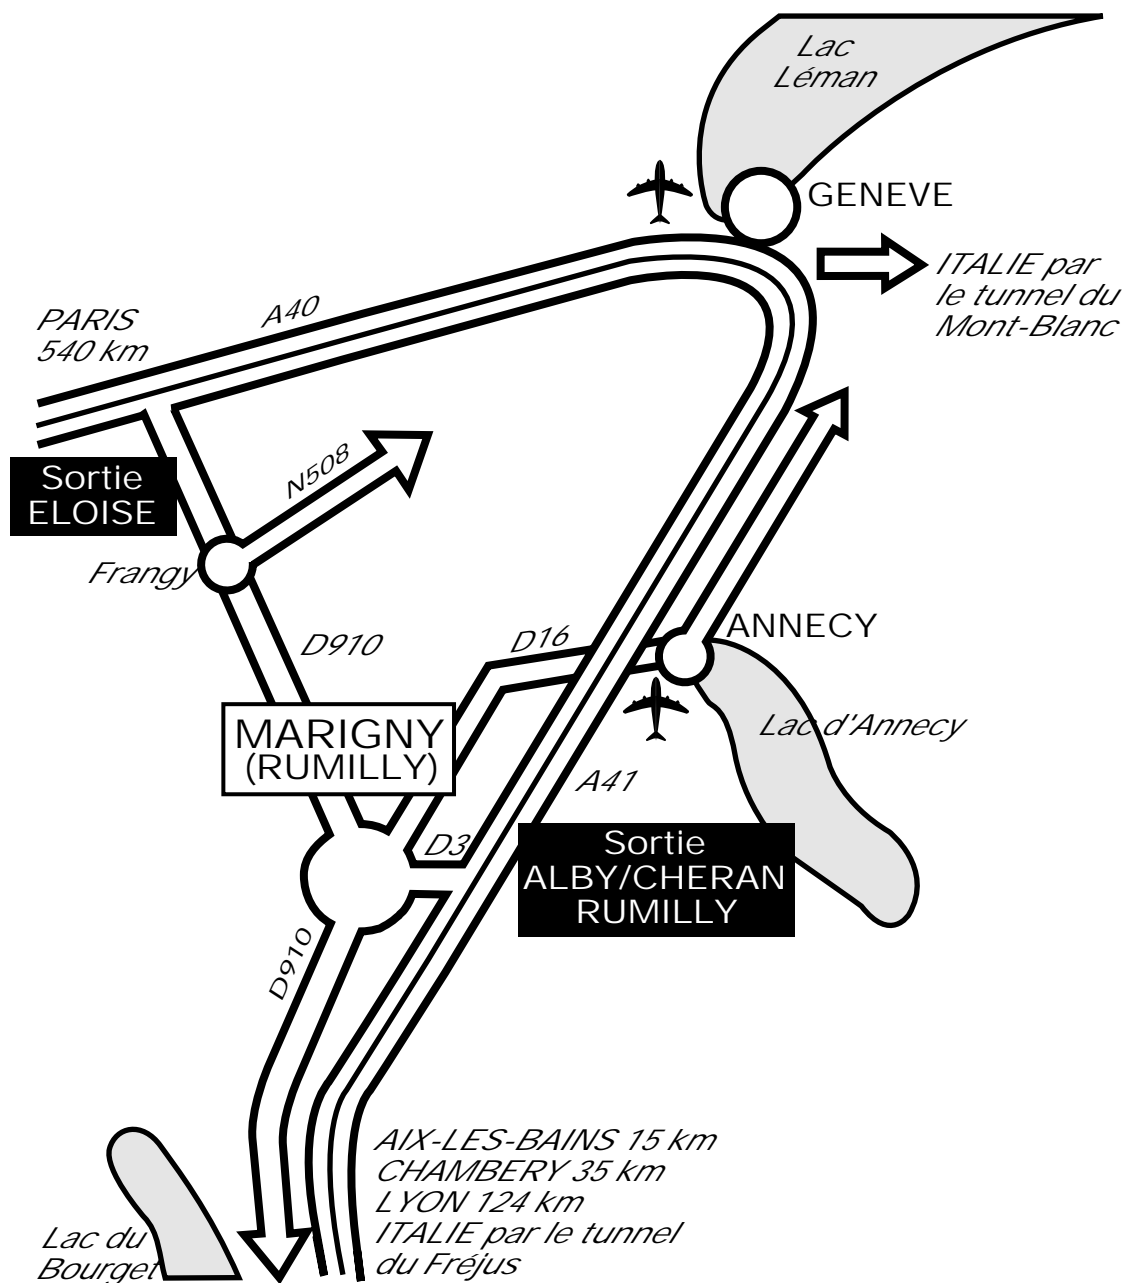 Lac
Léman
GENEVE
ITALIE par
le tunnel du
Mont-Blanc
A40
PARIS
540 km
Sortie
ELOISE
N508
Frangy
D910
D16
ANNECY
MARIGNY
(RUMILLY)
Lac d'Annecy
A41
D3
Sortie
ALBY/CHERAN
RUMILLY
D910
AIX-LES-BAINS 15 km
CHAMBERY 35 km
LYON 124 km
ITALIE par le tunnel
du Fréjus
Lac du
Bourget